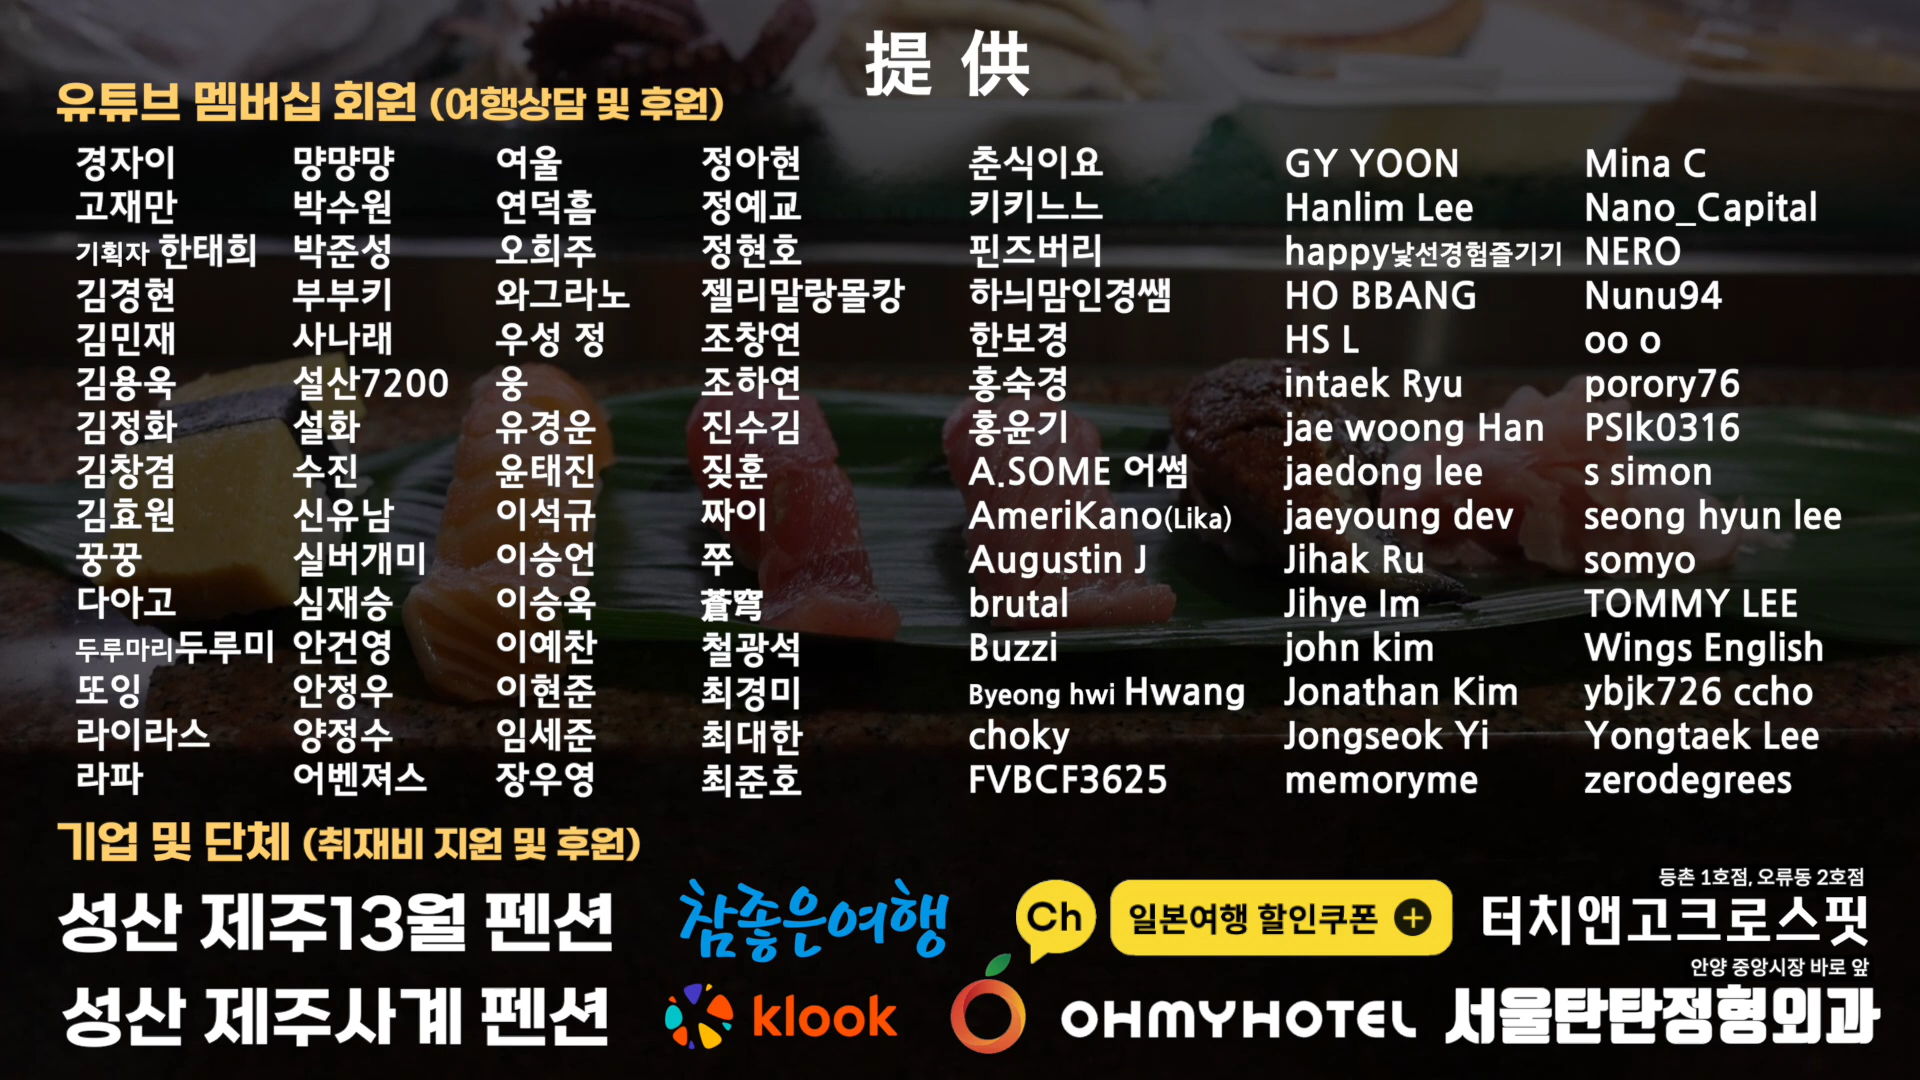 提供
유튜브 멤버십 회원 (여행상담 및 후원)
경자이
고재만
기획자 한태희
김경현
김민재
김용욱
김정화
김창겸
김효원
꿍꿍
다아고
두루마리두루미
또잉
라이라스
라파
먕먕먕
박수원
박준성
부부키
사나래
설산7200
설화
수진
신유남
실버개미
심재승
안건영
안정우
양정수
어벤져스
여울
연덕흠
오희주
와그라노
우성 정
웅
유경운
윤태진
이석규
이승언
이승욱
이예찬
이현준
임세준
장우영
정아현
정예교
정현호
젤리말랑몰캉
조창연
조하연
진수김
짖훈
짜이
쭈
蒼穹
철광석
최경미
최대한
최준호
춘식이요
키키느느
핀즈버리
하늬맘인경쌤
한보경
홍숙경
홍윤기
A.SOME 어썸
AmeriKano(Lika)
Augustin J
brutal
Buzzi
Byeong hwi Hwang
choky
FVBCF3625
GY YOON
Hanlim Lee
happy낯선경험즐기기
HO BBANG
HS L
intaek Ryu
jae woong Han
jaedong lee
jaeyoung dev
Jihak Ru
Jihye Im
john kim
Jonathan Kim
Jongseok Yi
memoryme
Mina C
Nano_Capital
NERO
Nunu94
oo o
porory76
PSIk0316
s simon
seong hyun lee
somyo
TOMMY LEE
Wings English
ybjk726 ccho
Yongtaek Lee
zerodegrees
기업 및 단체 (취재비 지원 및 후원)
성산 제주13월 펜션
참좋은여행
Ch 일본여행 할인쿠폰 +
등촌 1호점, 오류동 2호점
터치앤고크로스핏
성산 제주사계 펜션
klook
OHMYHOTEL
안양 중앙시장 바로 앞
서울탄탄정형외과